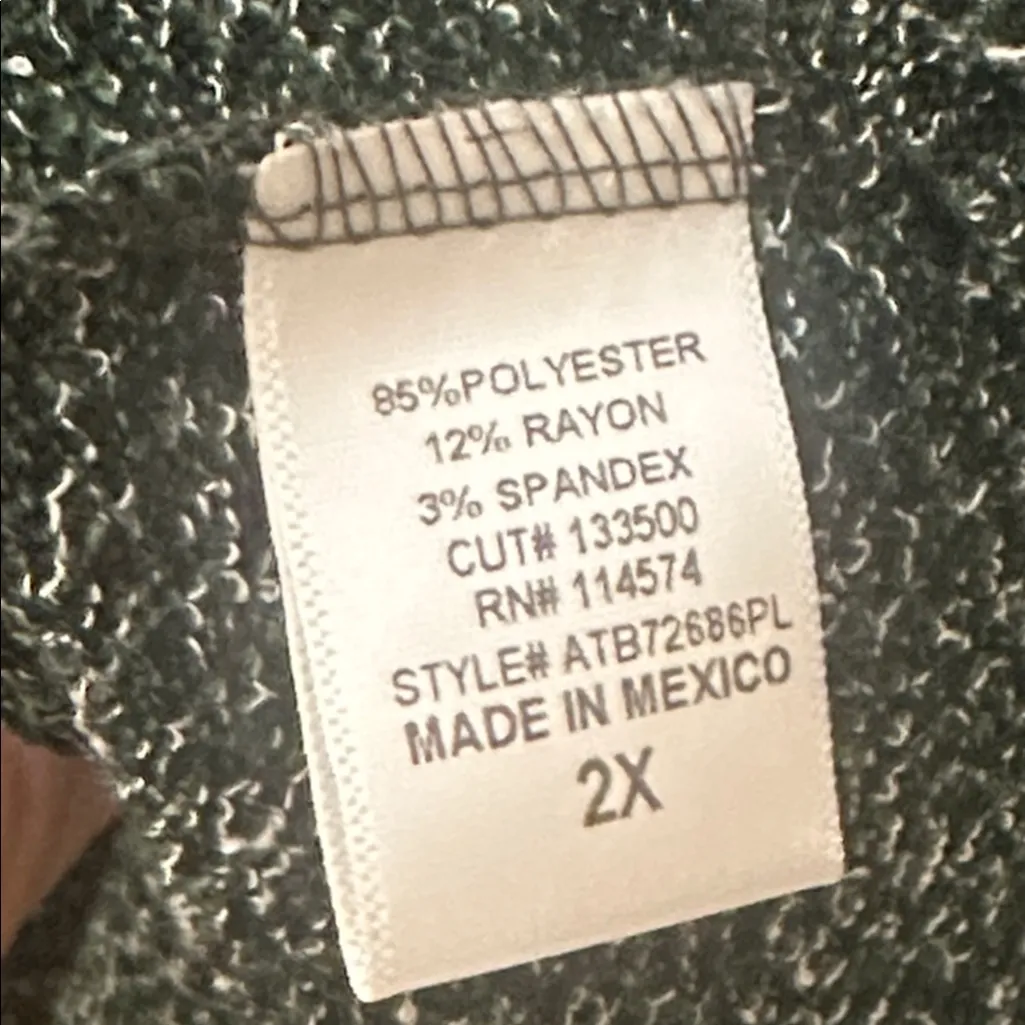 85%POLYESTER
12% RAYON
3% SPANDEX
CUT# 133500
RN# 114574
STYLE# ATB72686PL
MADE IN MEXICO
2X